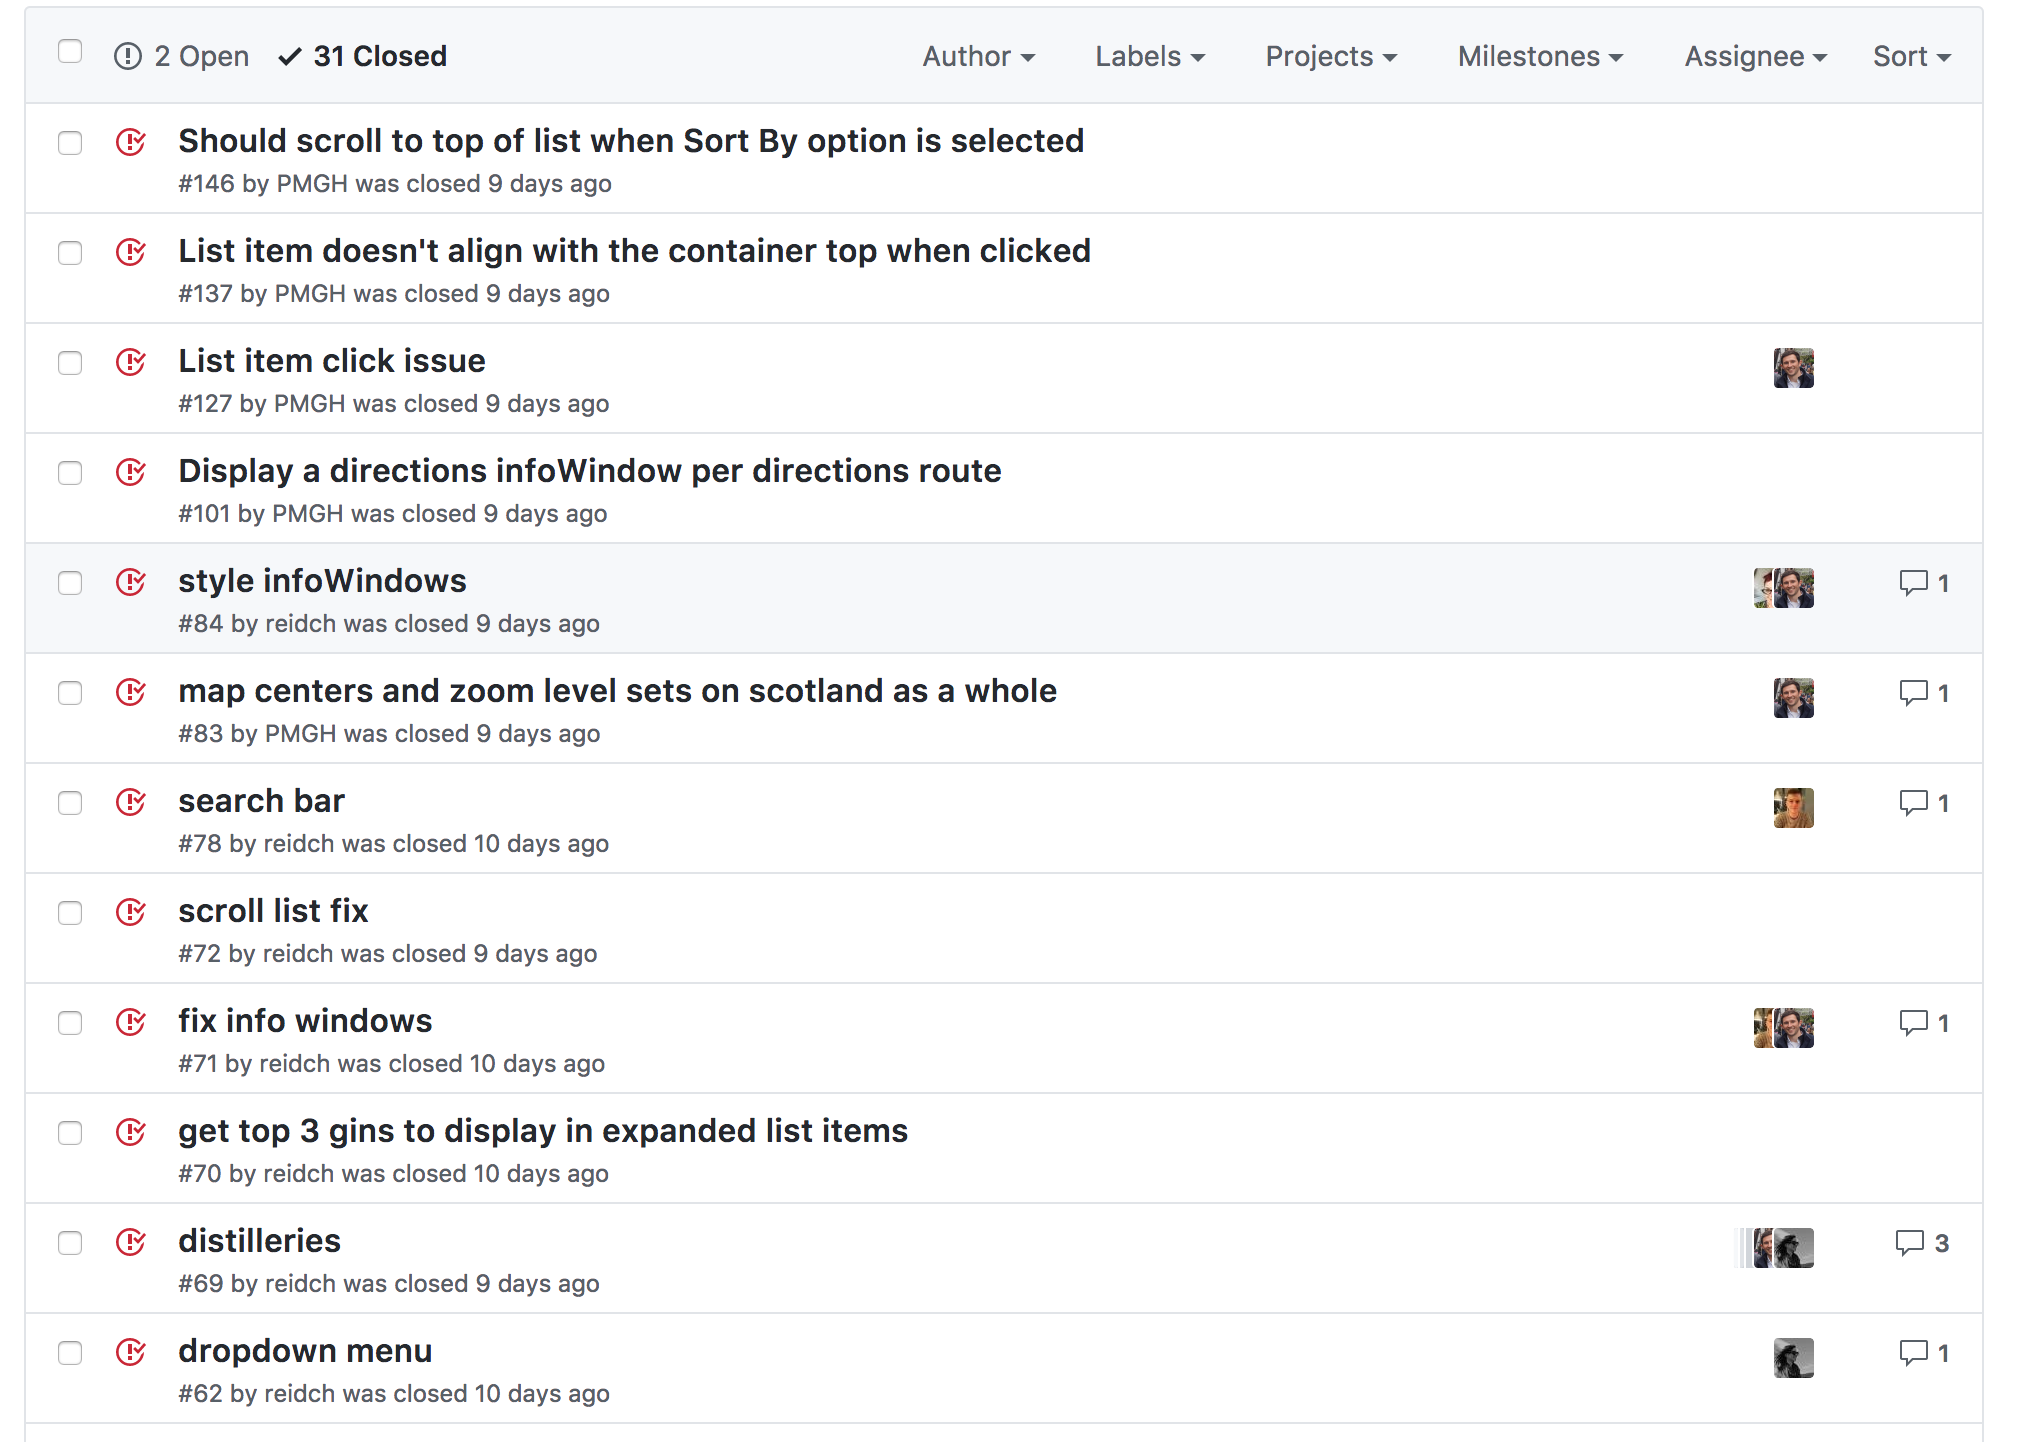 2 Open 31 Closed Author Labels Projects Milestones Assignee Sort
Should scroll to top of list when Sort By option is selected
#146 by PMGH was closed 9 days ago
List item doesn't align with the container top when clicked
#137 by PMGH was closed 9 days ago
List item click issue
#127 by PMGH was closed 9 days ago
Display a directions infoWindow per directions route
#101 by PMGH was closed 9 days ago
style infoWindows 1
#84 by reidch was closed 9 days ago
map centers and zoom level sets on scotland as a whole 1
#83 by PMGH was closed 9 days ago
search bar 1
#78 by reidch was closed 10 days ago
scroll list fix
#72 by reidch was closed 9 days ago
fix info windows 1
#71 by reidch was closed 10 days ago
get top 3 gins to display in expanded list items
#70 by reidch was closed 10 days ago
distilleries 3
#69 by reidch was closed 9 days ago
dropdown menu 1
#62 by reidch was closed 10 days ago